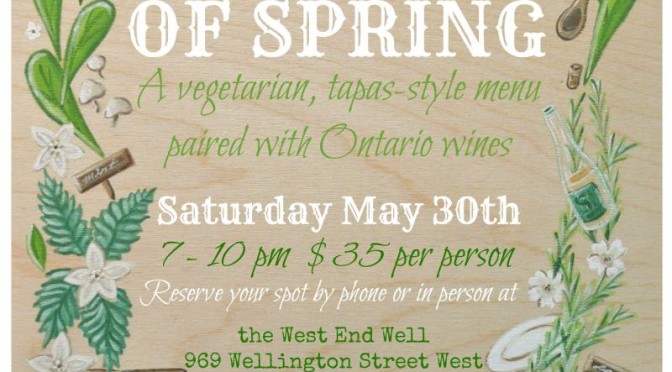 OF SPRING
A vegetarian, tapas-style menu
paired with Ontario wines
mint
Saturday May 30th
7 - 10 pm $35 per person
Reserve your spot by phone or in person at
the West End Well
969 Wellington Street West